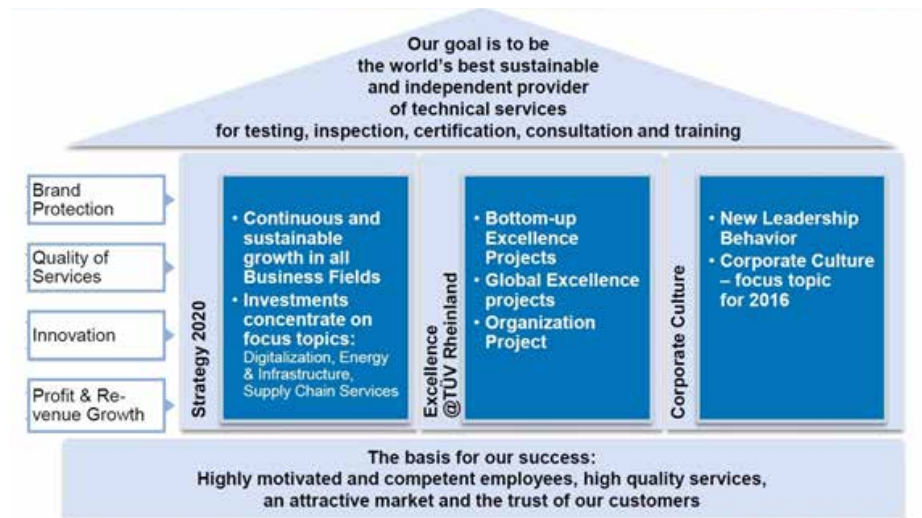 Our goal is to be
the world's best sustainable
and independent provider
of technical services
for testing, inspection, certification, consultation and training
Brand
Protection
Quality of
Services
Innovation
Profit & Re-
venue Growth
Strategy 2020
• Continuous and
sustainable
growth in all
Business Fields
• Investments
concentrate on
focus topics:
Digitalization, Energy
& Infrastructure,
Supply Chain Services
Excellence
@TÜV Rheinland
• Bottom-up
Excellence
Projects
• Global Excellence
projects
• Organization
Project
Corporate Culture
• New Leadership
Behavior
• Corporate Culture
– focus topic
for 2016
The basis for our success:
Highly motivated and competent employees, high quality services,
an attractive market and the trust of our customers